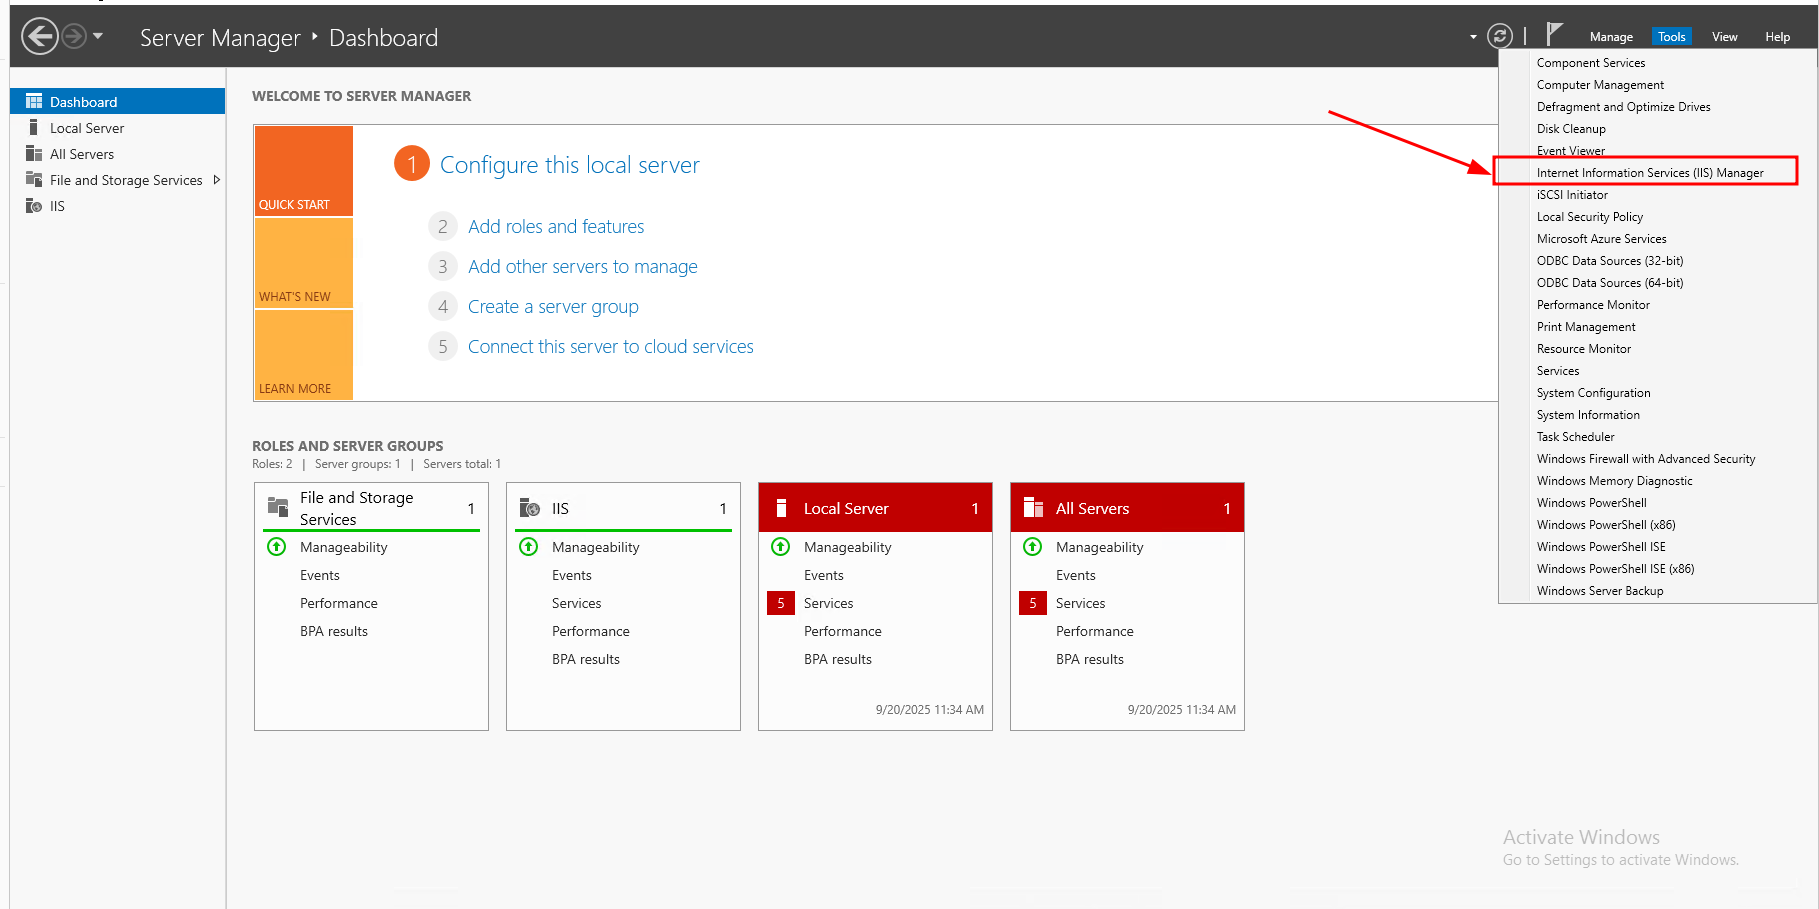 Server Manager ‣ Dashboard
Manage Tools View Help
Dashboard
Local Server
All Servers
File and Storage Services
IIS
WELCOME TO SERVER MANAGER
QUICK START
WHAT'S NEW
LEARN MORE
1 Configure this local server
2 Add roles and features
3 Add other servers to manage
4 Create a server group
5 Connect this server to cloud services
ROLES AND SERVER GROUPS
Roles: 2 | Server groups: 1 | Servers total: 1
File and Storage Services 1
Manageability
Events
Performance
BPA results
IIS 1
Manageability
Events
Services
Performance
BPA results
Local Server 1
Manageability
Events
5 Services
Performance
BPA results
9/20/2025 11:34 AM
All Servers 1
Manageability
Events
5 Services
Performance
BPA results
9/20/2025 11:34 AM
Component Services
Computer Management
Defragment and Optimize Drives
Disk Cleanup
Event Viewer
Internet Information Services (IIS) Manager
iSCSI Initiator
Local Security Policy
Microsoft Azure Services
ODBC Data Sources (32-bit)
ODBC Data Sources (64-bit)
Performance Monitor
Print Management
Resource Monitor
Services
System Configuration
System Information
Task Scheduler
Windows Firewall with Advanced Security
Windows Memory Diagnostic
Windows PowerShell
Windows PowerShell (x86)
Windows PowerShell ISE
Windows PowerShell ISE (x86)
Windows Server Backup
Activate Windows
Go to Settings to activate Windows.